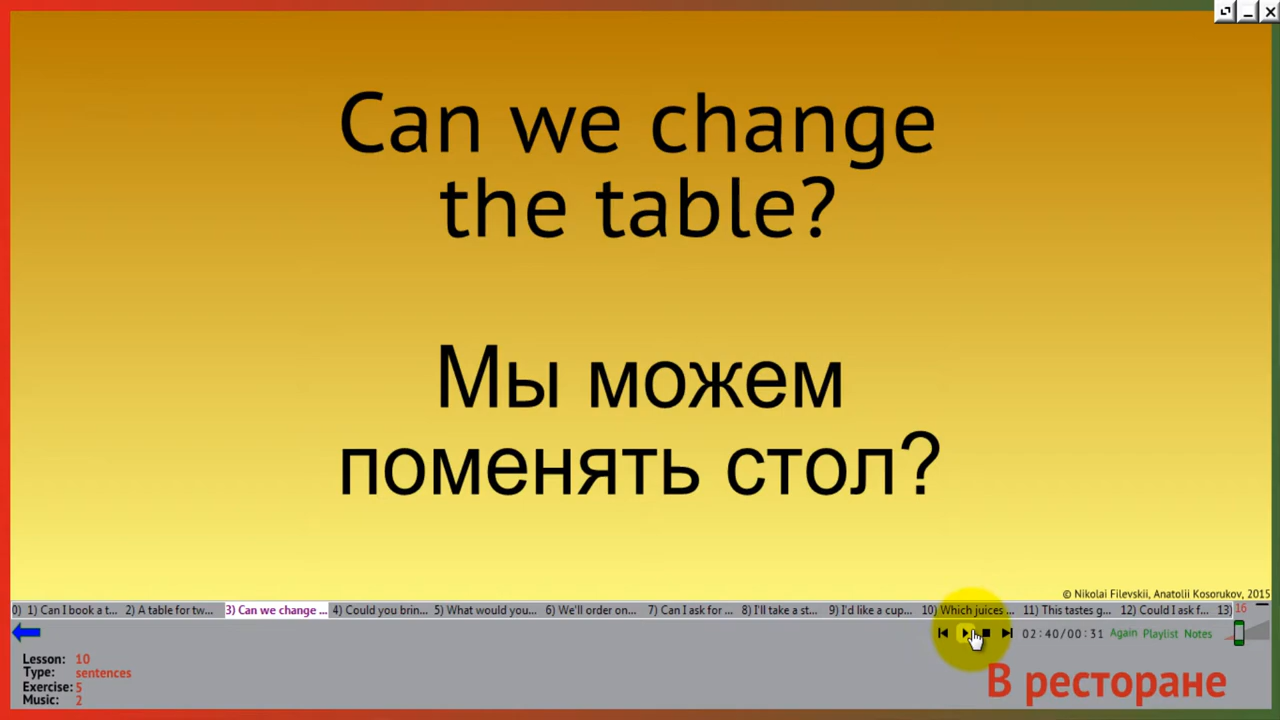 Can we change
the table?
Мы можем
поменять стол?
© Nikolai Filevskii, Anatolii Kosorukov, 2015
0) 1) Can I book a t... 2) A table for tw... 3) Can we change ... 4) Could you brin... 5) What would you... 6) We'll order on... 7) Can I ask for ... 8) I'll take a st... 9) I'd like a cup... 10) Which juices ... 11) This tastes g... 12) Could I ask f... 13) 16
02:40/00:31 Again Playlist Notes
Lesson: 10
Type: sentences
Exercise: 5
Music: 2
В ресторане